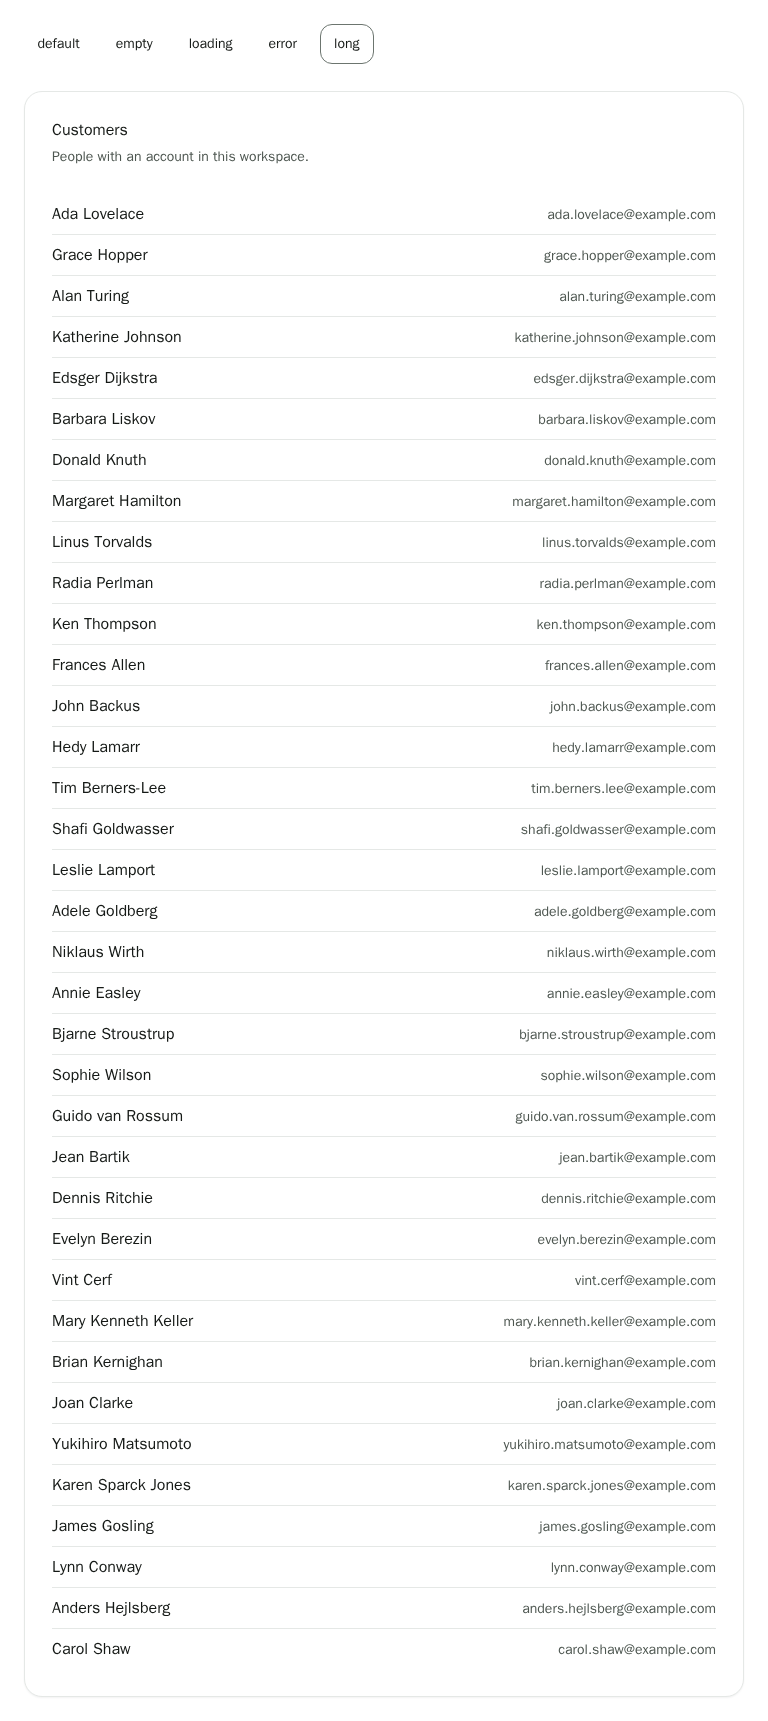 default empty loading error long
Customers
People with an account in this workspace.
Ada Lovelace ada.lovelace@example.com
Grace Hopper grace.hopper@example.com
Alan Turing alan.turing@example.com
Katherine Johnson katherine.johnson@example.com
Edsger Dijkstra edsger.dijkstra@example.com
Barbara Liskov barbara.liskov@example.com
Donald Knuth donald.knuth@example.com
Margaret Hamilton margaret.hamilton@example.com
Linus Torvalds linus.torvalds@example.com
Radia Perlman radia.perlman@example.com
Ken Thompson ken.thompson@example.com
Frances Allen frances.allen@example.com
John Backus john.backus@example.com
Hedy Lamarr hedy.lamarr@example.com
Tim Berners-Lee tim.berners.lee@example.com
Shafi Goldwasser shafi.goldwasser@example.com
Leslie Lamport leslie.lamport@example.com
Adele Goldberg adele.goldberg@example.com
Niklaus Wirth niklaus.wirth@example.com
Annie Easley annie.easley@example.com
Bjarne Stroustrup bjarne.stroustrup@example.com
Sophie Wilson sophie.wilson@example.com
Guido van Rossum guido.van.rossum@example.com
Jean Bartik jean.bartik@example.com
Dennis Ritchie dennis.ritchie@example.com
Evelyn Berezin evelyn.berezin@example.com
Vint Cerf vint.cerf@example.com
Mary Kenneth Keller mary.kenneth.keller@example.com
Brian Kernighan brian.kernighan@example.com
Joan Clarke joan.clarke@example.com
Yukihiro Matsumoto yukihiro.matsumoto@example.com
Karen Sparck Jones karen.sparck.jones@example.com
James Gosling james.gosling@example.com
Lynn Conway lynn.conway@example.com
Anders Hejlsberg anders.hejlsberg@example.com
Carol Shaw carol.shaw@example.com